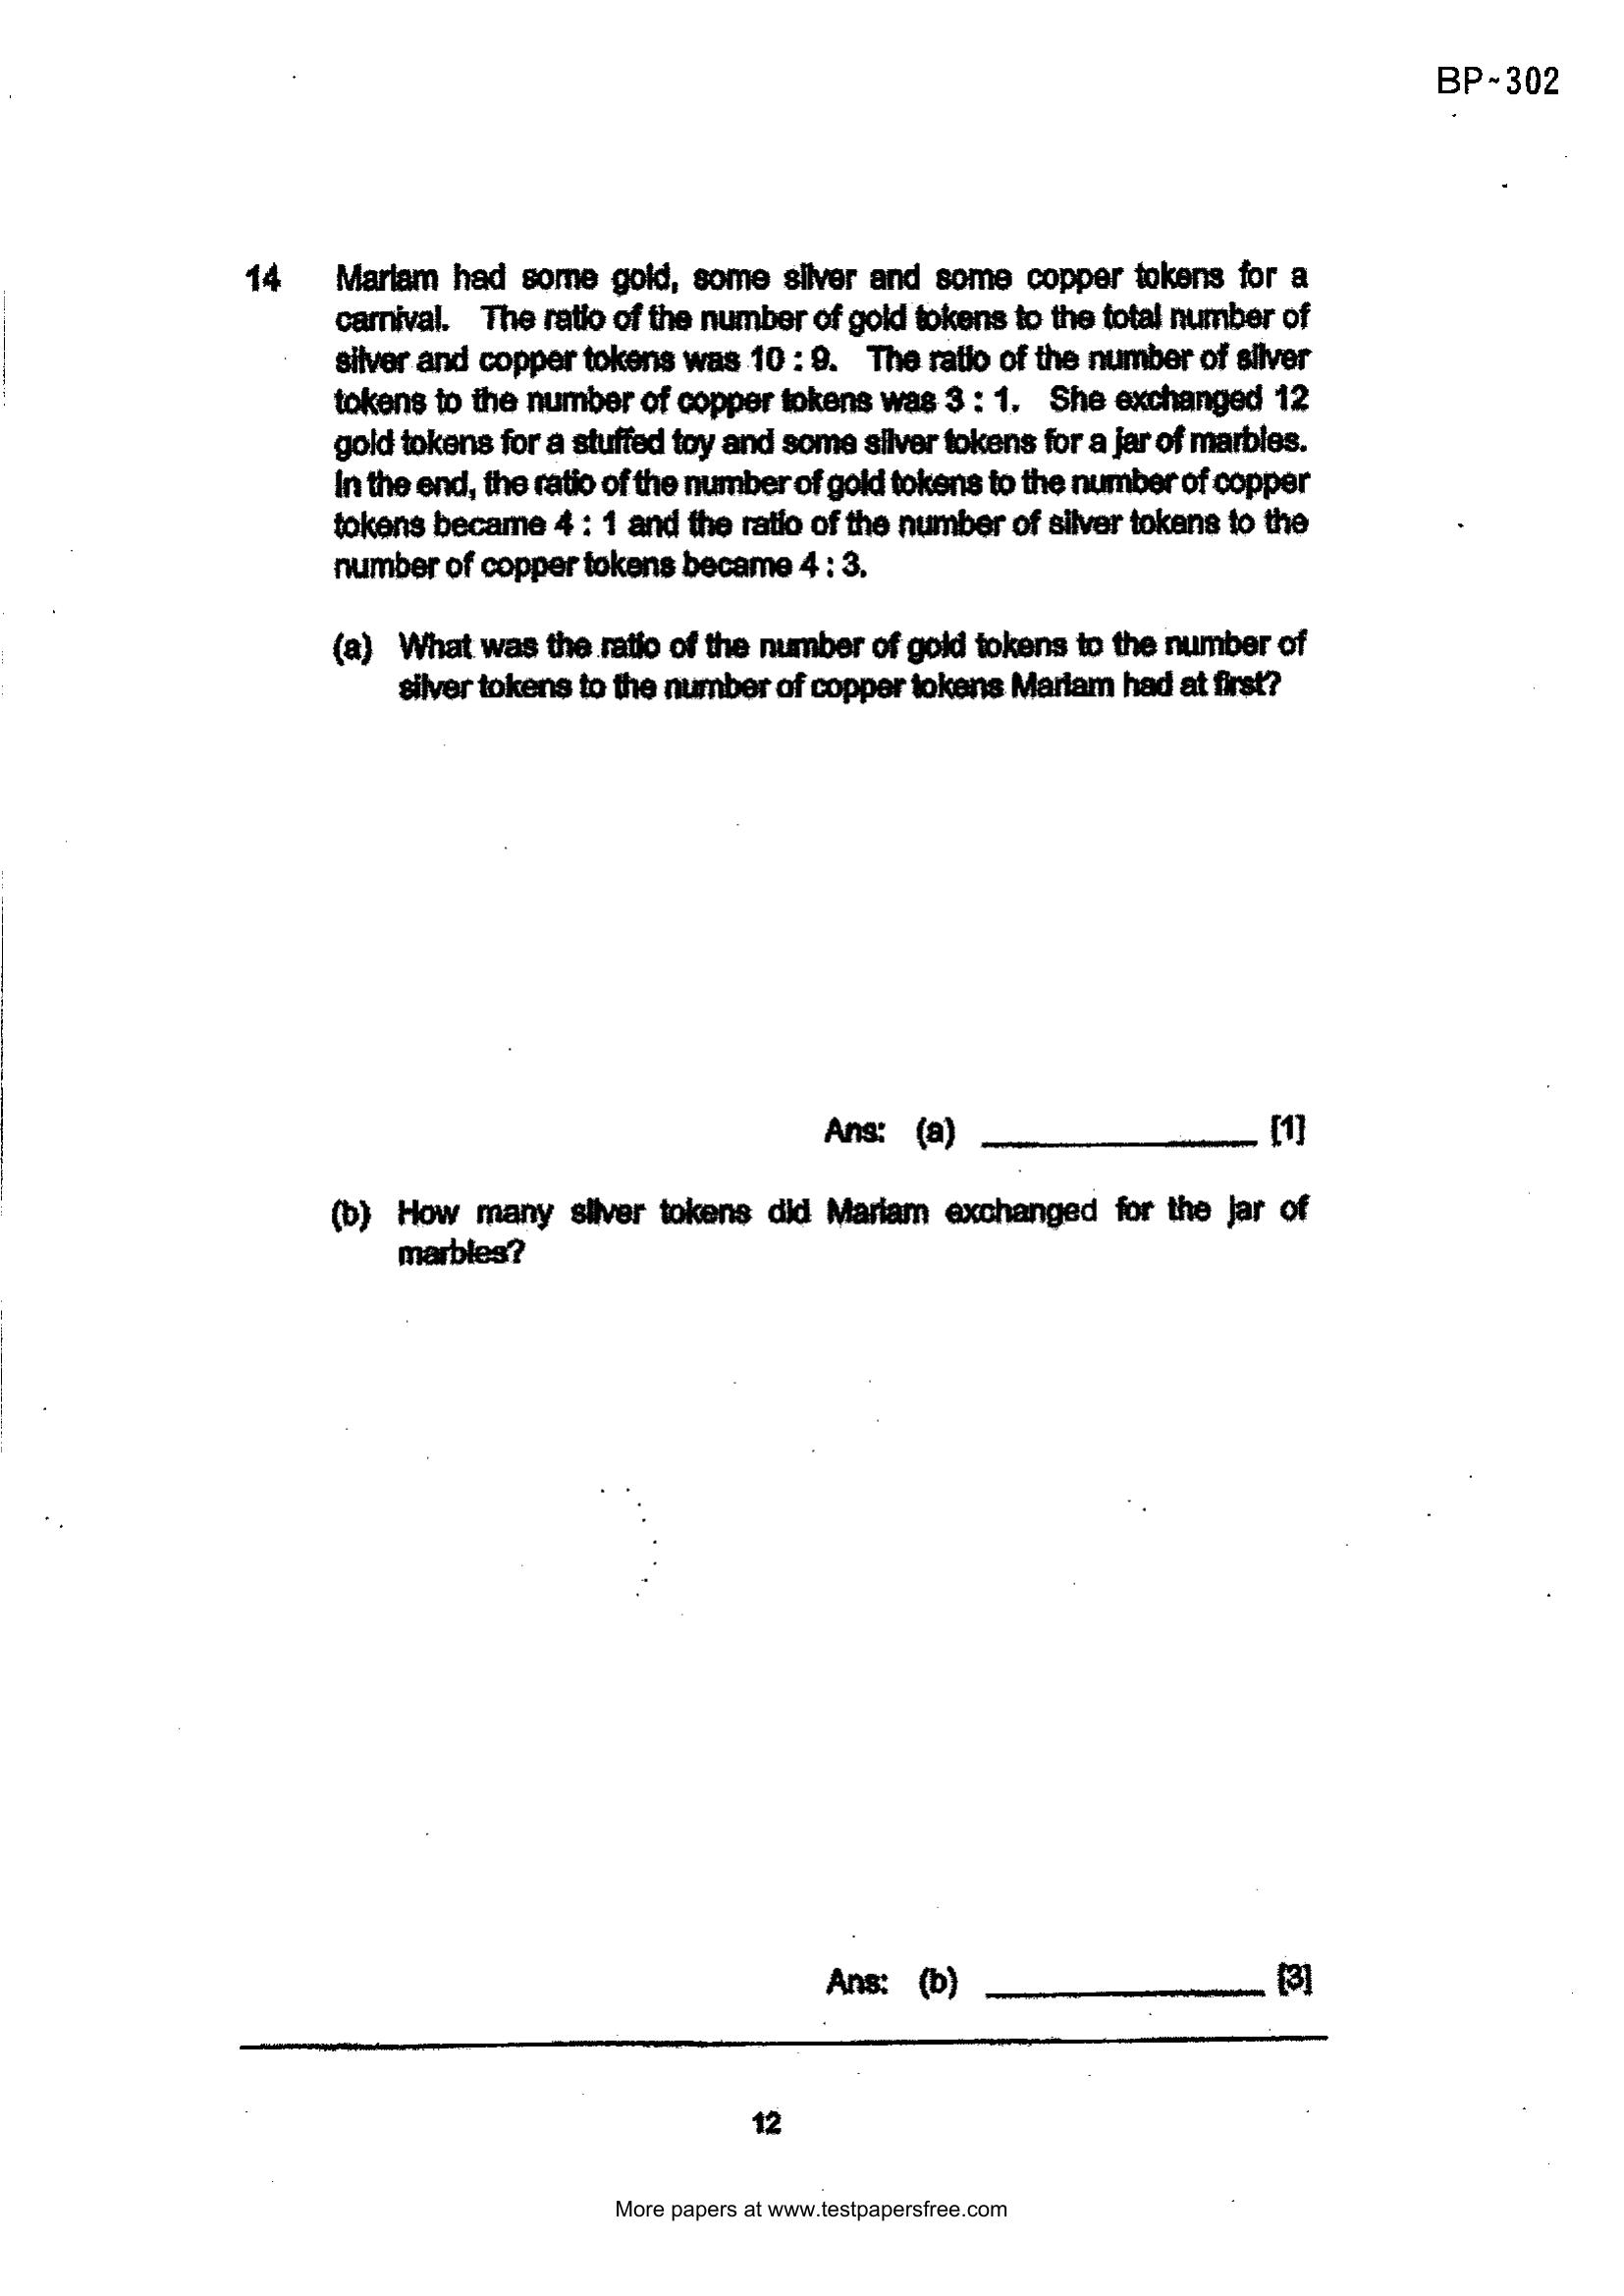 BP~302
14 Mariam had some gold, some silver and some copper tokens for a
carnival. The ratio of the number of gold tokens to the total number of
silver and copper tokens was 10 : 9. The ratio of the number of silver
tokens to the number of copper tokens was 3 : 1. She exchanged 12
gold tokens for a stuffed toy and some silver tokens for a jar of marbles.
In the end, the ratio of the number of gold tokens to the number of copper
tokens became 4 : 1 and the ratio of the number of silver tokens to the
number of copper tokens became 4 : 3.
(a) What was the ratio of the number of gold tokens to the number of
silver tokens to the number of copper tokens Mariam had at first?
Ans: (a) [1]
(b) How many silver tokens did Mariam exchanged for the jar of
marbles?
Ans: (b) [3]
12
More papers at www.testpapersfree.com